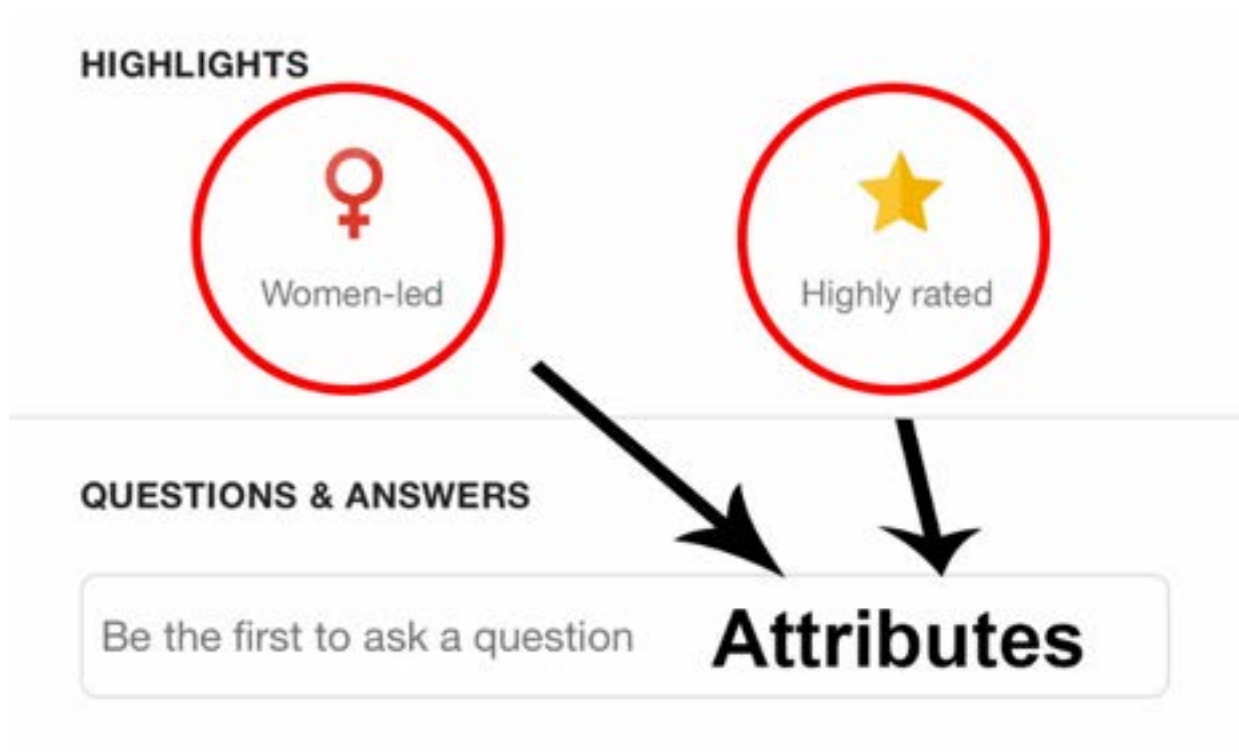 HIGHLIGHTS
Women-led
Highly rated
QUESTIONS & ANSWERS
Be the first to ask a question
Attributes